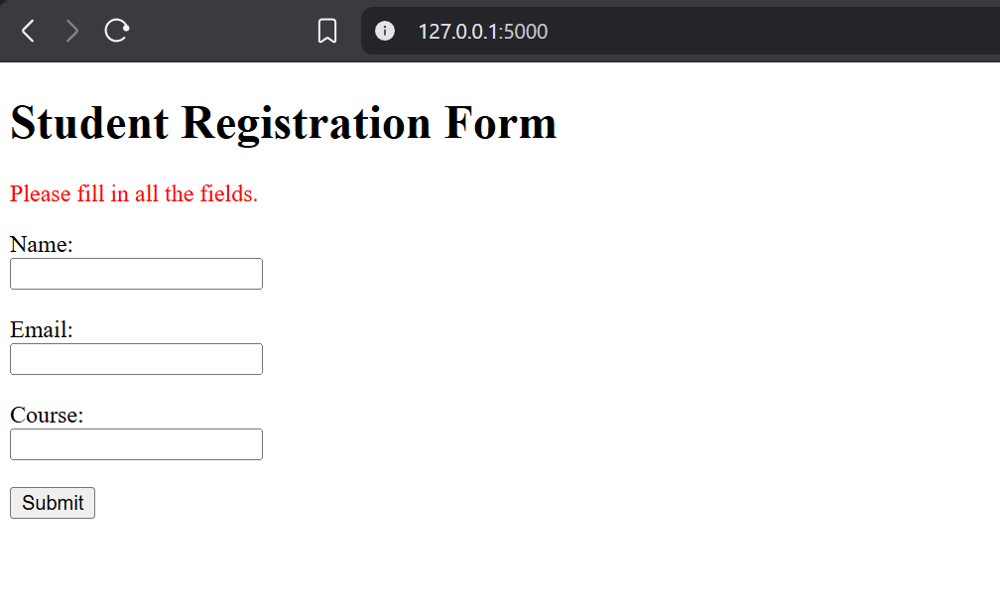 127.0.0.1:5000
Student Registration Form
Please fill in all the fields.
Name:
Email:
Course:
Submit